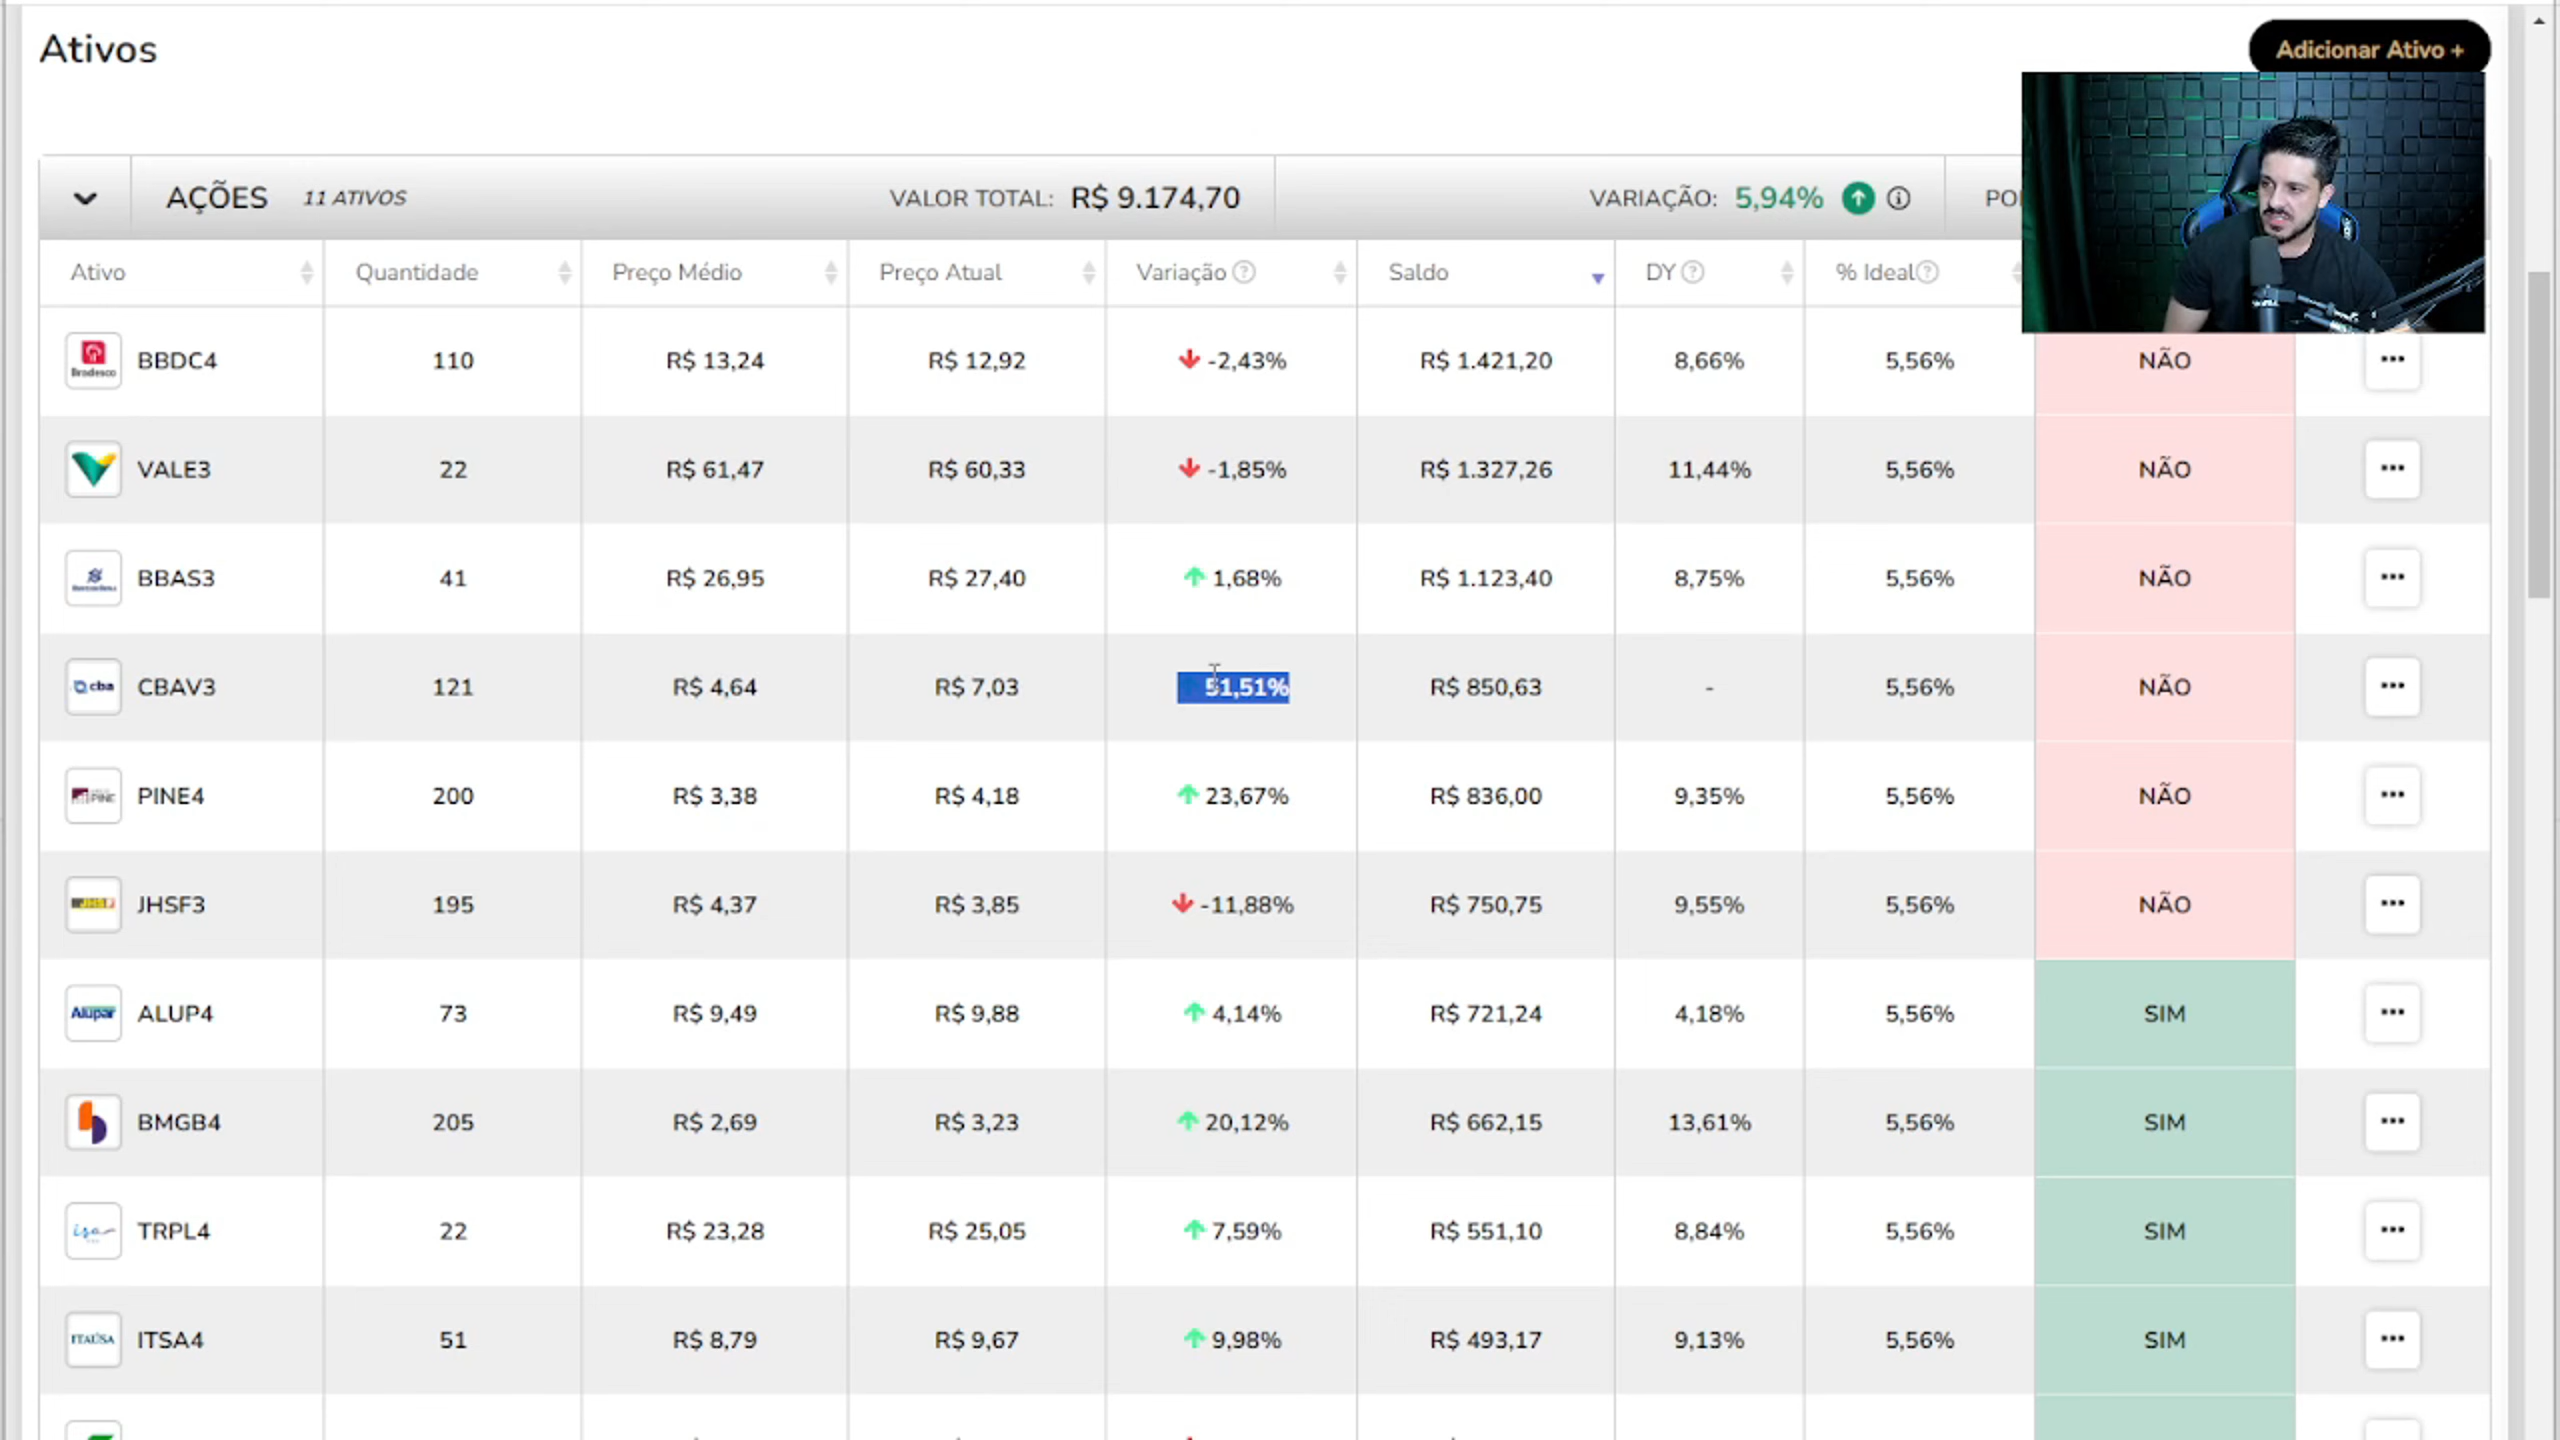 Ativos
Adicionar Ativo +
AÇÕES 11 ATIVOS VALOR TOTAL: R$ 9.174,70 VARIAÇÃO: 5,94%
Ativo Quantidade Preço Médio Preço Atual Variação Saldo DY % Ideal
BBDC4 110 R$ 13,24 R$ 12,92 -2,43% R$ 1.421,20 8,66% 5,56% NÃO
VALE3 22 R$ 61,47 R$ 60,33 -1,85% R$ 1.327,26 11,44% 5,56% NÃO
BBAS3 41 R$ 26,95 R$ 27,40 1,68% R$ 1.123,40 8,75% 5,56% NÃO
cba CBAV3 121 R$ 4,64 R$ 7,03 51,51% R$ 850,63 - 5,56% NÃO
PINE4 200 R$ 3,38 R$ 4,18 23,67% R$ 836,00 9,35% 5,56% NÃO
JHSF3 195 R$ 4,37 R$ 3,85 -11,88% R$ 750,75 9,55% 5,56% NÃO
Alupar ALUP4 73 R$ 9,49 R$ 9,88 4,14% R$ 721,24 4,18% 5,56% SIM
BMGB4 205 R$ 2,69 R$ 3,23 20,12% R$ 662,15 13,61% 5,56% SIM
isa TRPL4 22 R$ 23,28 R$ 25,05 7,59% R$ 551,10 8,84% 5,56% SIM
ITAÚSA ITSA4 51 R$ 8,79 R$ 9,67 9,98% R$ 493,17 9,13% 5,56% SIM